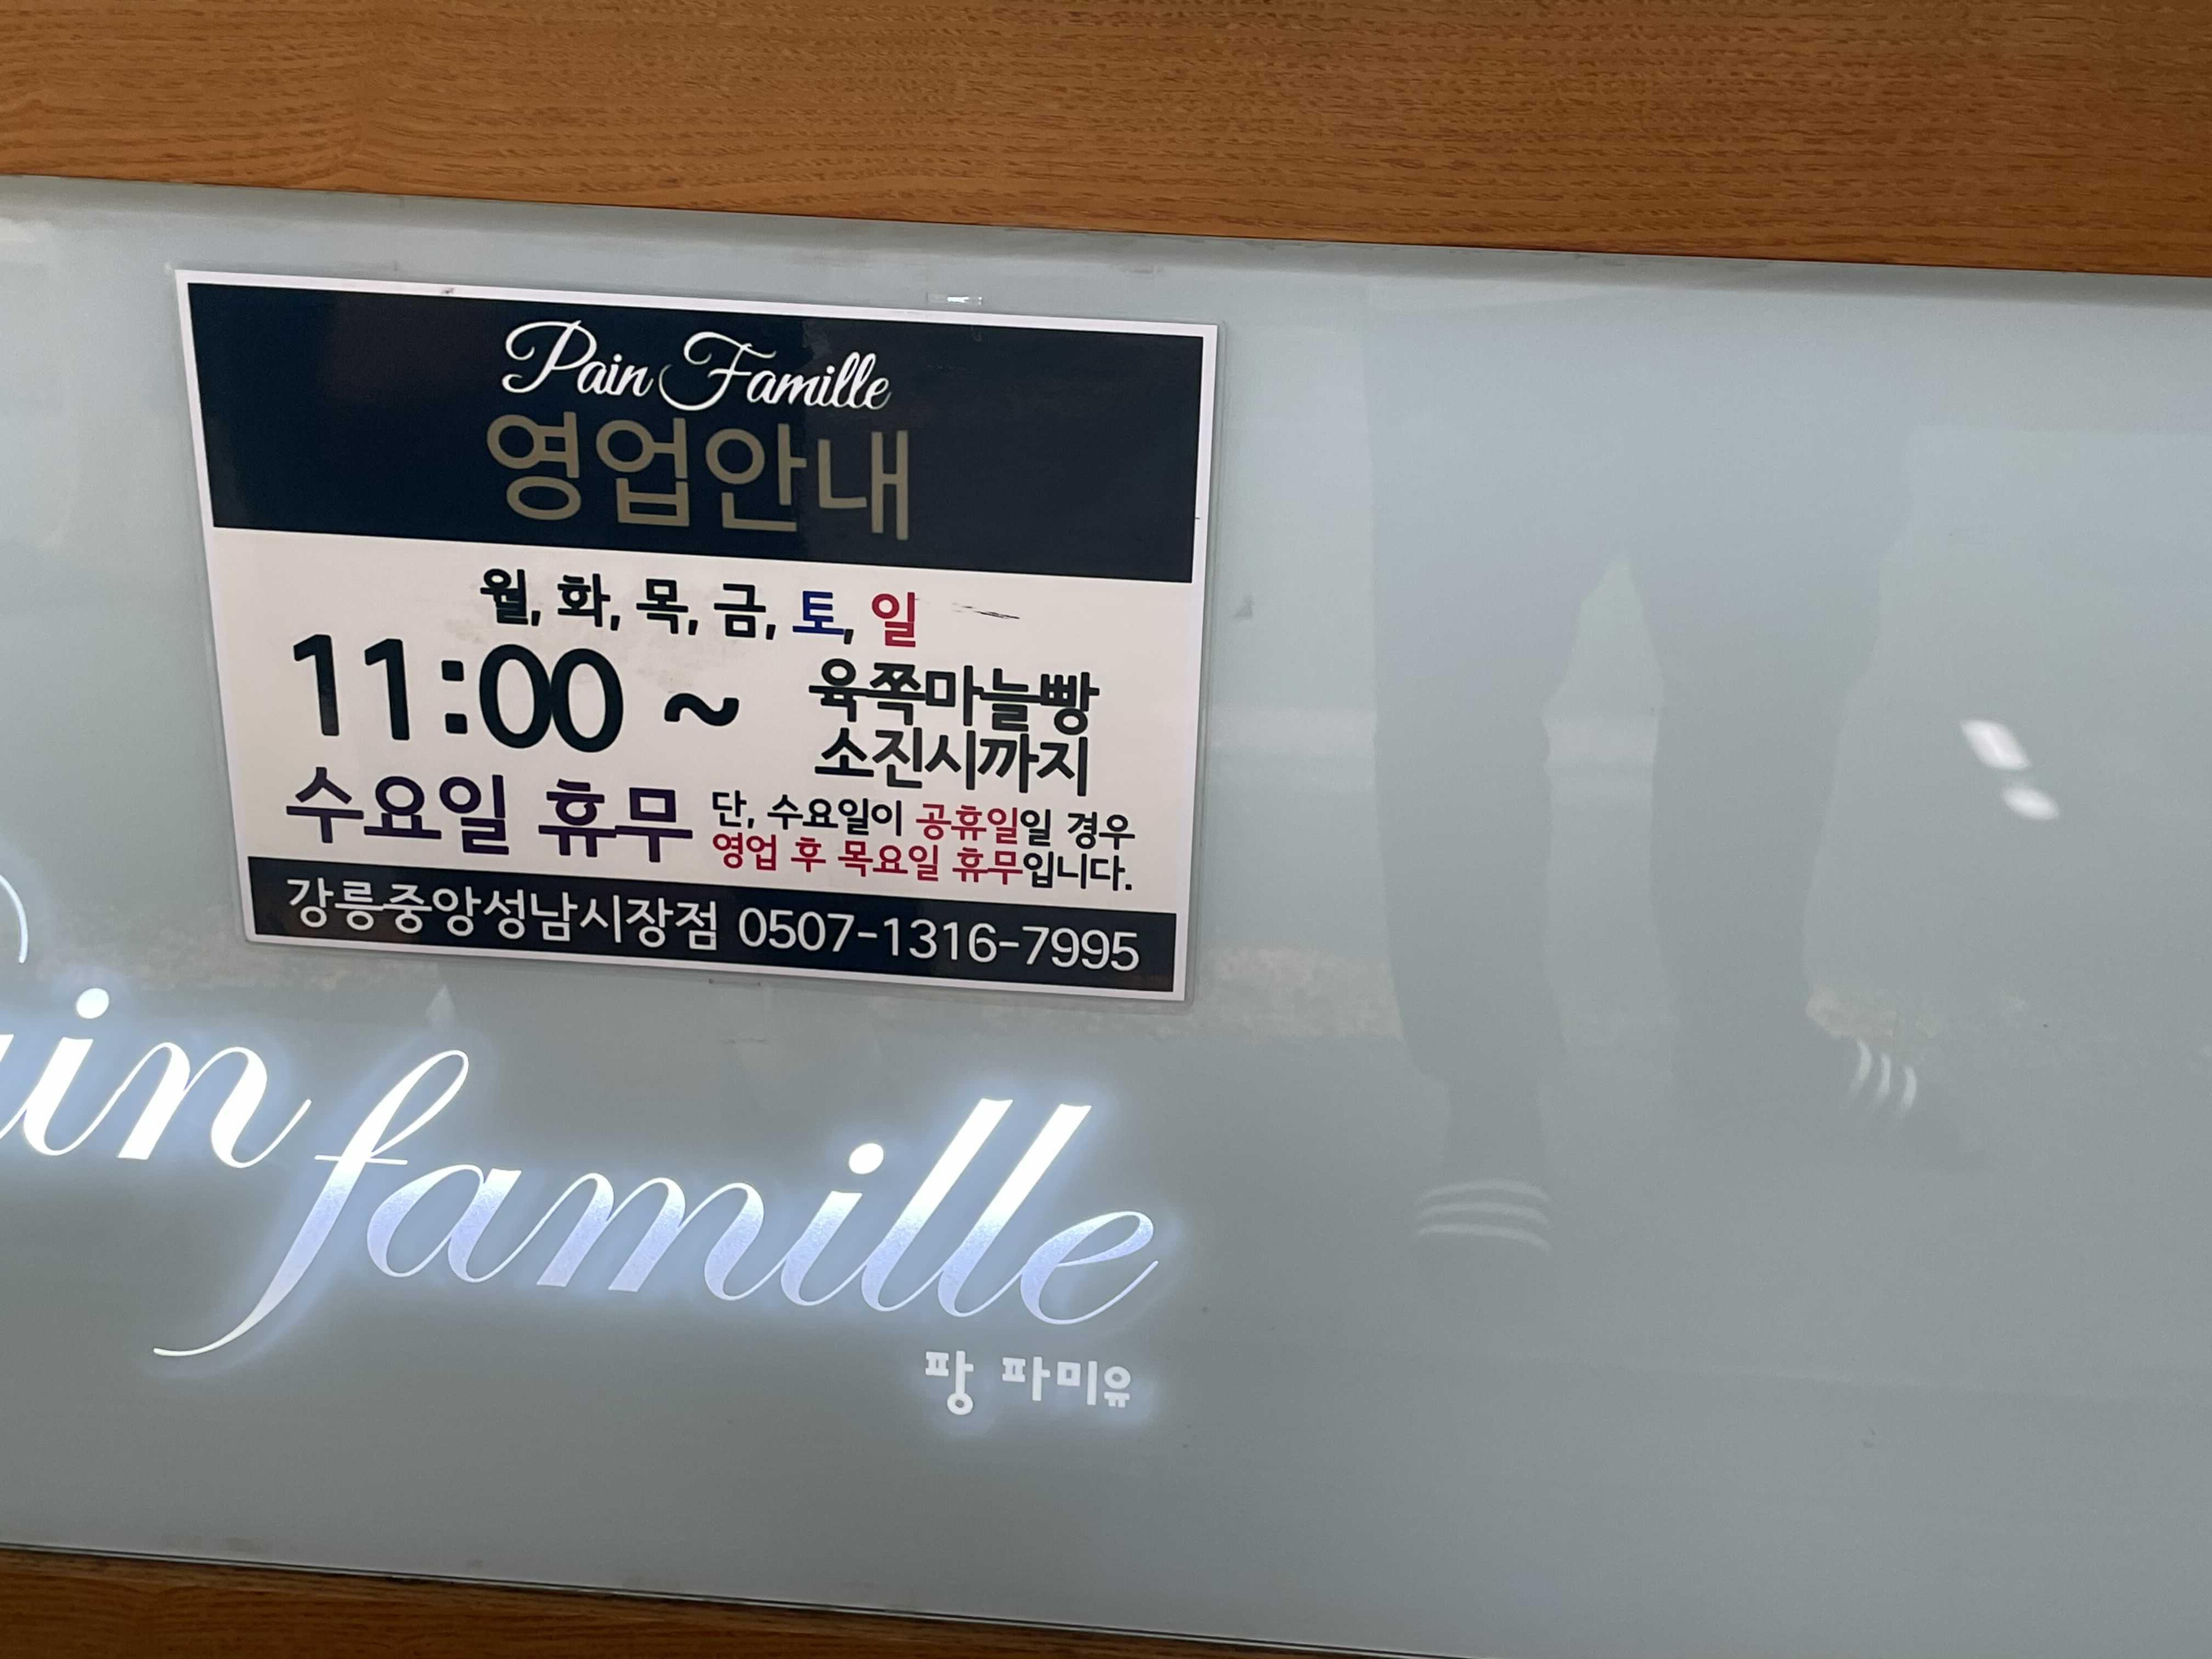 Pain Famille
영업안내
월, 화, 목, 금, 토, 일
11:00 ~ 육쪽마늘빵
소진시까지
수요일 휴무 단, 수요일이 공휴일일 경우
영업 후 목요일 휴무입니다.
강릉중앙성남시장점 0507-1316-7995
ain famille
팡 파미유